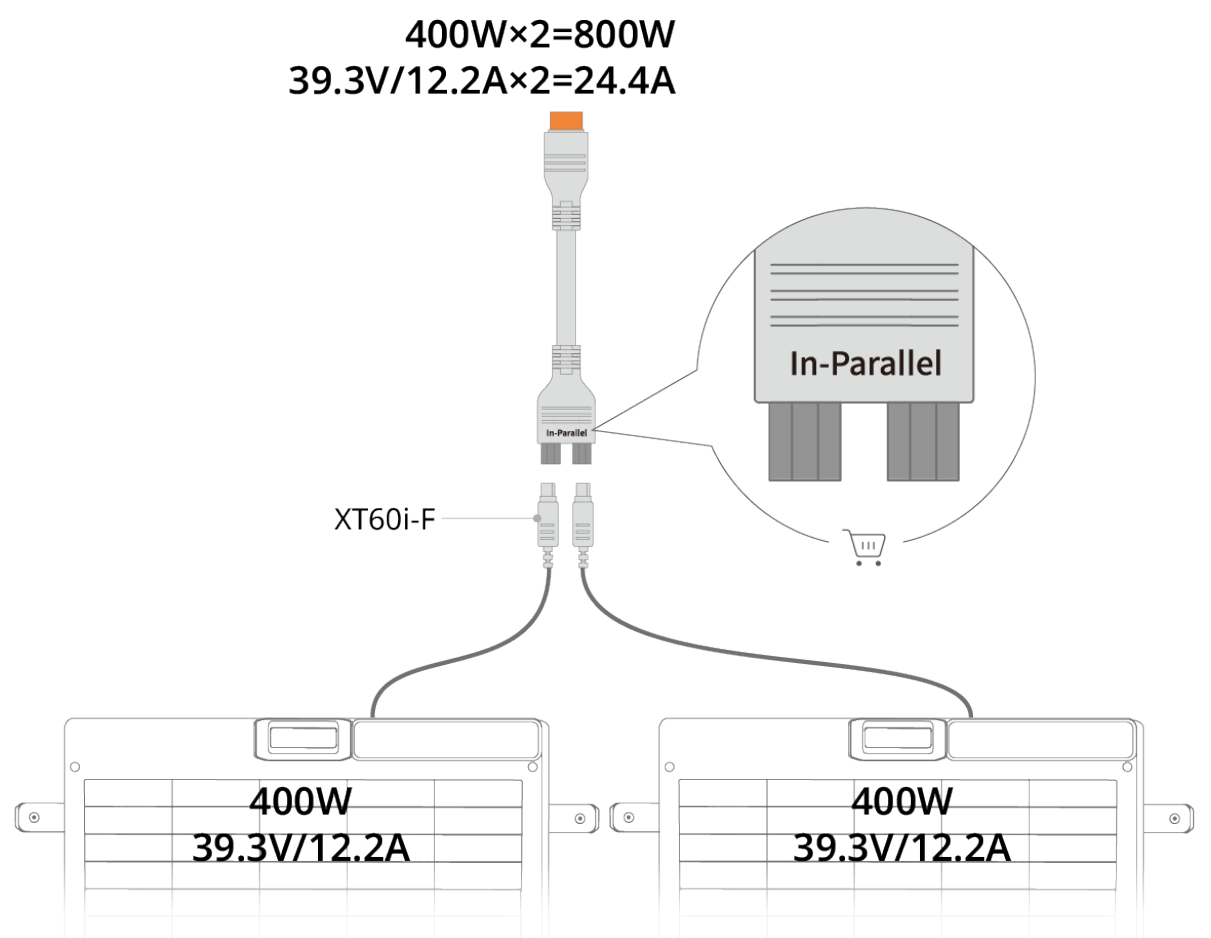 400W×2=800W
39.3V/12.2A×2=24.4A
In-Parallel
In-Parallel
XT60i-F
400W
39.3V/12.2A
400W
39.3V/12.2A